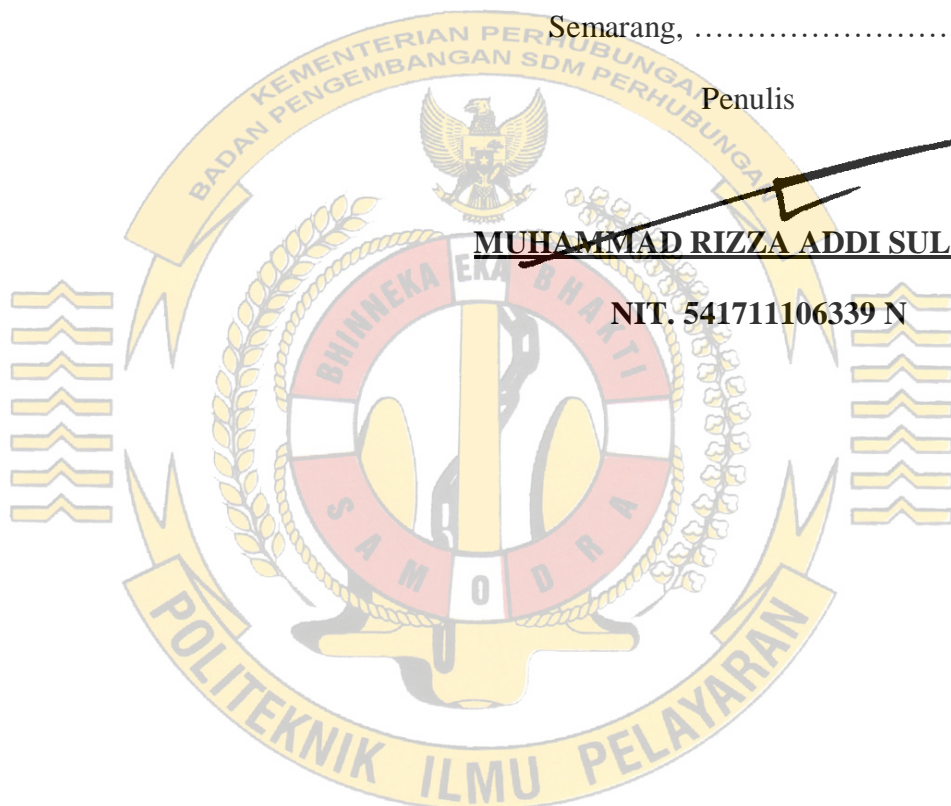 Semarang, ……………………
KEMENTERIAN PERHUBUNGAN
BADAN PENGEMBANGAN SDM PERHUBUNGAN
Penulis
MUHAMMAD RIZZA ADDI SUL
NIT. 541711106339 N
BHINNEKA EKA BHAKTI
SAMODRA
POLITEKNIK ILMU PELAYARAN